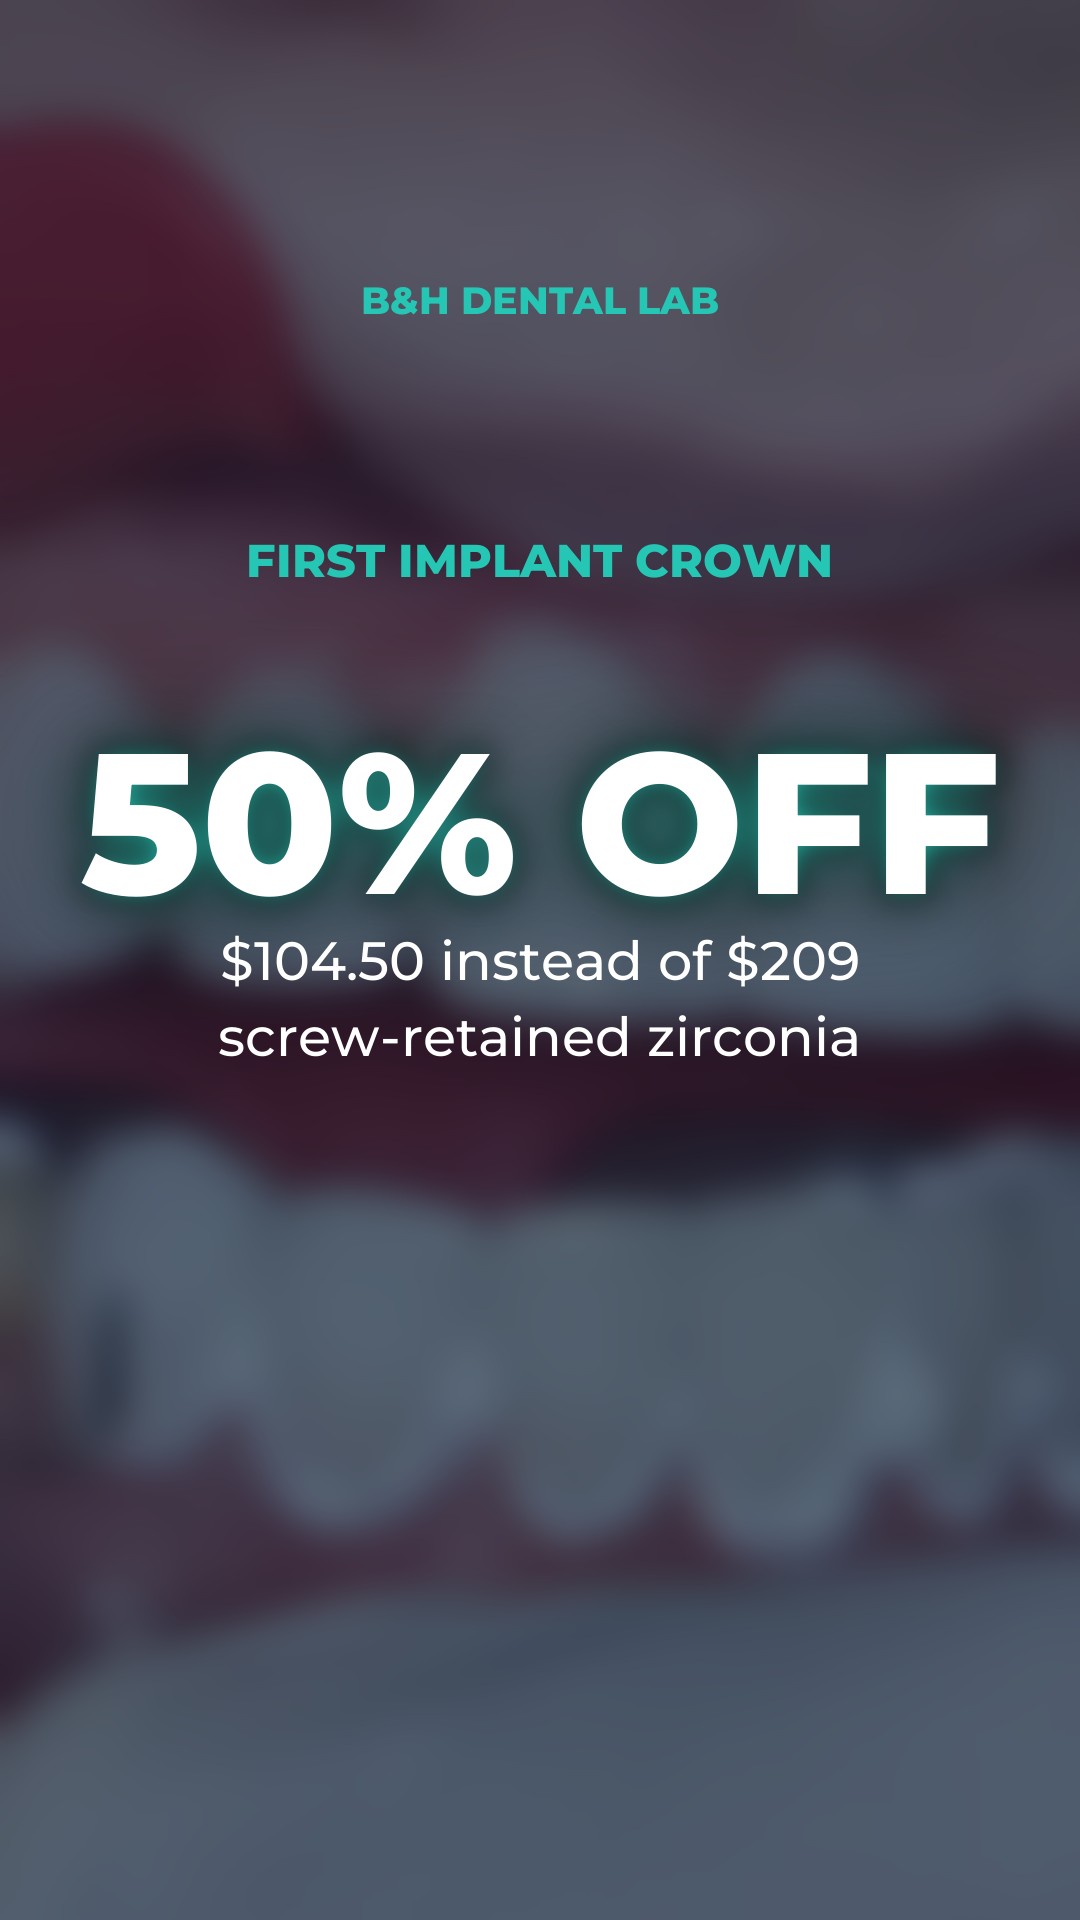 B&H DENTAL LAB
FIRST IMPLANT CROWN
50% OFF
$104.50 instead of $209
screw-retained zirconia